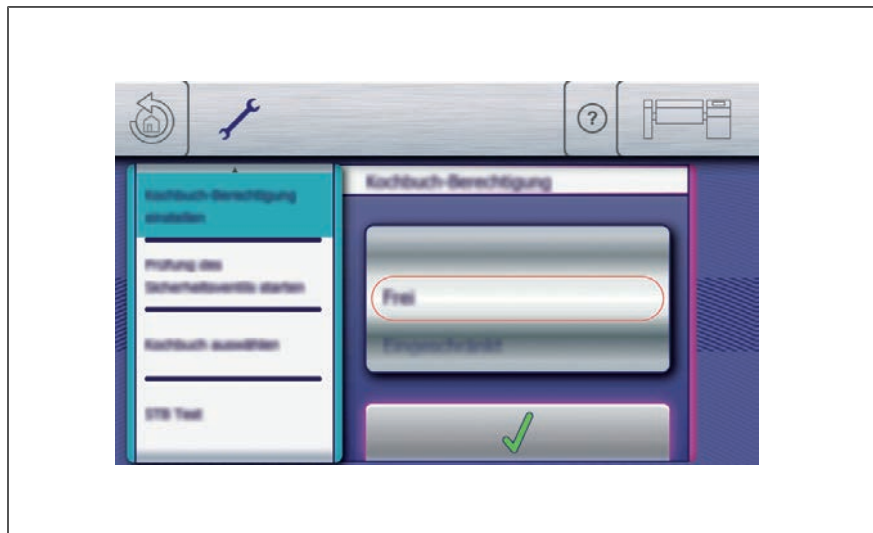 ?
Kochbuch-Berechtigung
einstellen
Prüfung des
Sicherheitsventils starten
Kochbuch auswählen
STB Test
Kochbuch-Berechtigung
Frei
Eingeschränkt